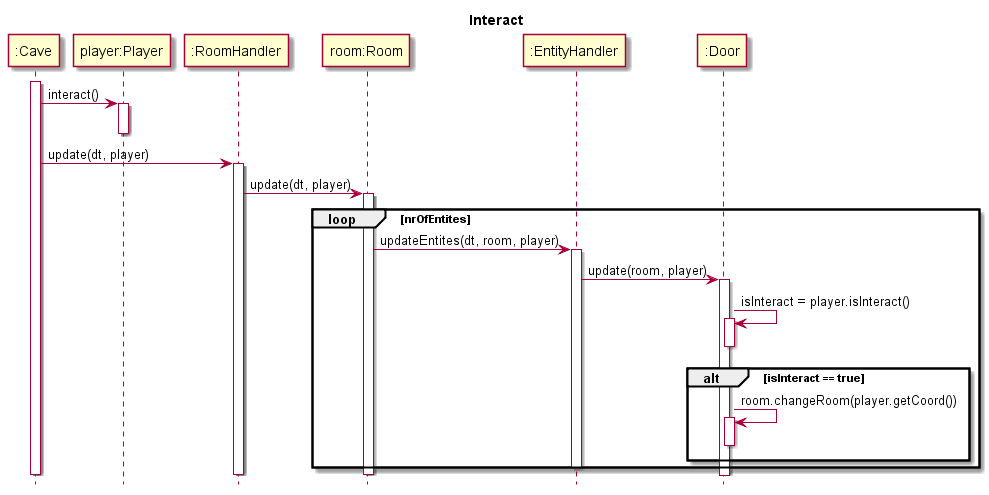 Interact
:Cave
player:Player
:RoomHandler
room:Room
:EntityHandler
:Door
interact()
update(dt, player)
update(dt, player)
loop [nrOfEntites]
updateEntites(dt, room, player)
update(room, player)
isInteract = player.isInteract()
alt [isInteract == true]
room.changeRoom(player.getCoord())